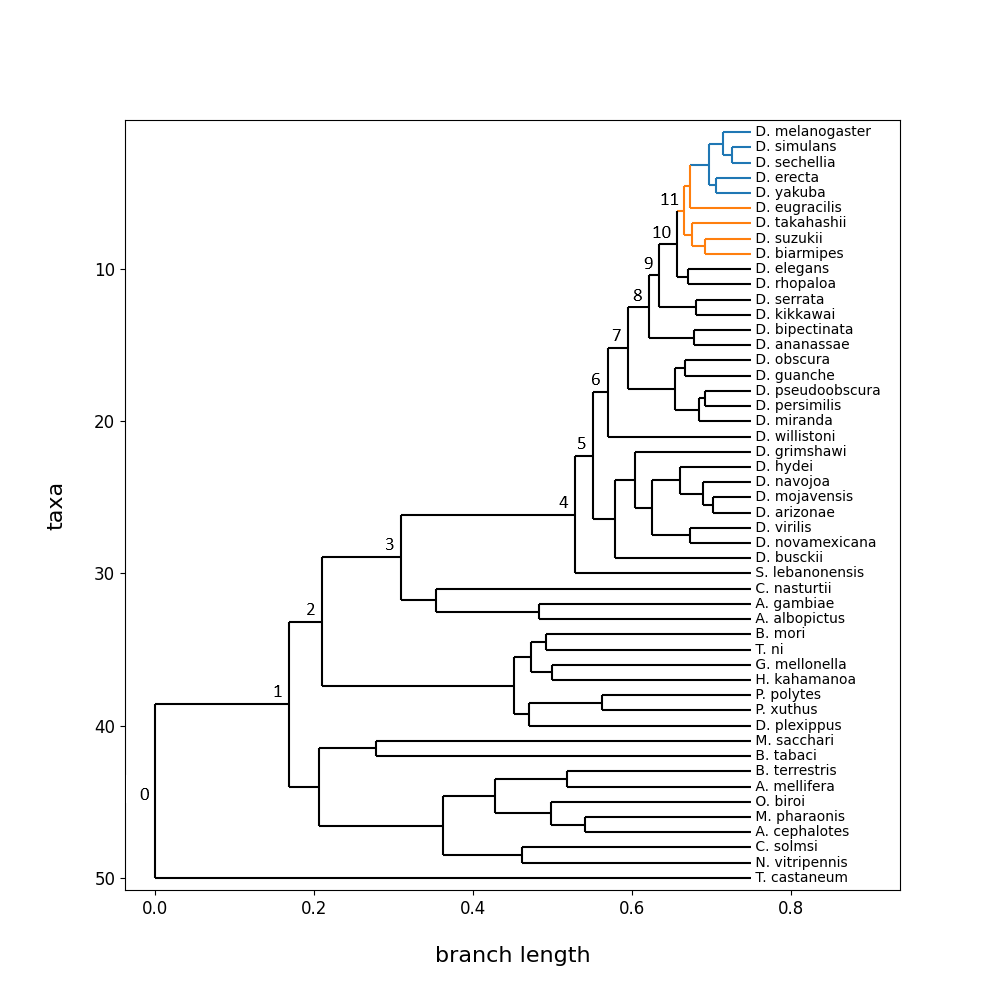 D. melanogaster
D. simulans
D. sechellia
D. erecta
D. yakuba
11
D. eugracilis
D. takahashii
10
D. suzukii
D. biarmipes
9
10
D. elegans
D. rhopaloa
8
D. serrata
D. kikkawai
D. bipectinata
7
D. ananassae
D. obscura
D. guanche
6
D. pseudoobscura
D. persimilis
20
D. miranda
D. willistoni
5
D. grimshawi
D. hydei
D. navojoa
D. mojavensis
4
taxa
D. arizonae
D. virilis
3
D. novamexicana
D. busckii
30
S. lebanonensis
C. nasturtii
2
A. gambiae
A. albopictus
B. mori
T. ni
G. mellonella
H. kahamanoa
1
P. polytes
P. xuthus
40
D. plexippus
M. sacchari
B. tabaci
B. terrestris
A. mellifera
0
O. biroi
M. pharaonis
A. cephalotes
C. solmsi
N. vitripennis
50
T. castaneum
0.0 0.2 0.4 0.6 0.8
branch length